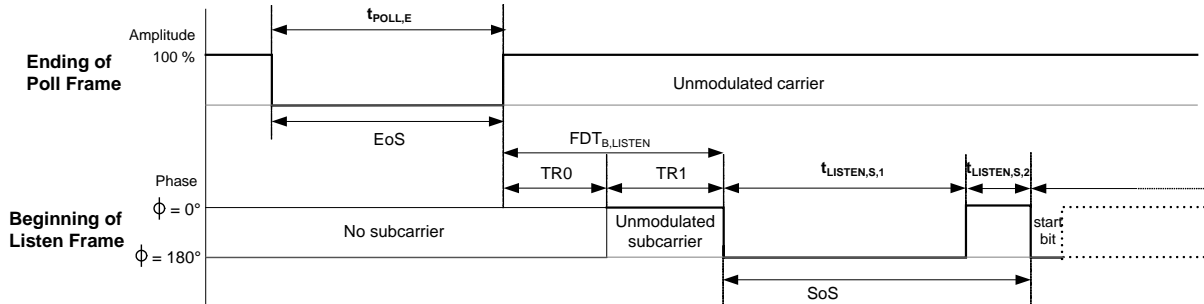 t_POLL,E
Amplitude
100 %
Ending of
Poll Frame
Unmodulated carrier
EoS
FDT_B,LISTEN
TR0
TR1
t_LISTEN,S,1
t_LISTEN,S,2
Phase
ϕ = 0°
Beginning of
Listen Frame
No subcarrier
Unmodulated
subcarrier
start
bit
ϕ = 180°
SoS